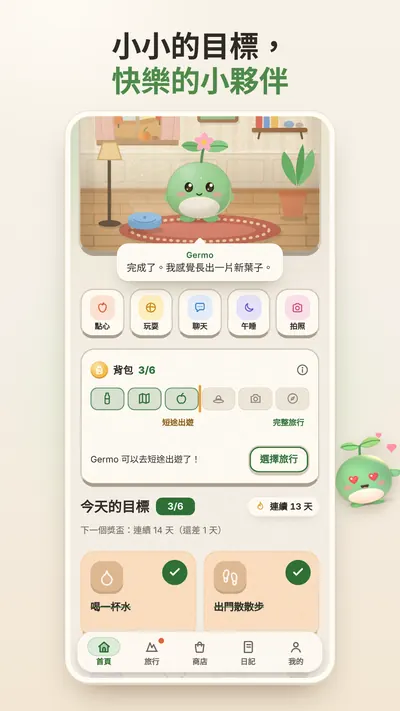 小小的目標，
快樂的小夥伴
Germo
完成了。我感覺長出一片新葉子。
點心
玩耍
聊天
午睡
拍照
背包 3/6
短途出遊
完整旅行
Germo 可以去短途出遊了！
選擇旅行
今天的目標 3/6
連續 13 天
下一個獎盃：連續 14 天（還差 1 天）
喝一杯水
出門散散步
首頁
旅行
商店
日記
我的